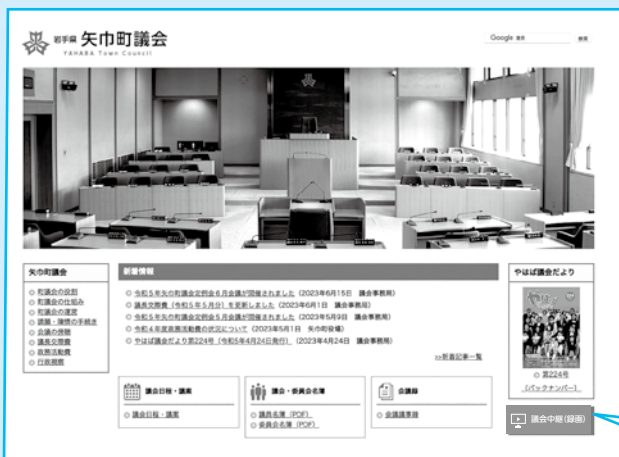 岩手県 矢巾町議会
YAHABA Town Council
Google 提供
検索
矢巾町議会
町議会の役割
町議会の仕組み
町議会の運営
請願・陳情の手続き
会議の傍聴
議長交際費
政務活動費
行政視察
新着情報
令和5年矢巾町議会定例会6月会議が開催されました（2023年6月15日　議会事務局）
議長交際費（令和5年5月分）を更新しました（2023年6月1日　議会事務局）
令和5年矢巾町議会定例会5月会議が開催されました（2023年5月9日　議会事務局）
令和4年度政務活動費の状況について（2023年5月1日　矢巾町役場）
やはば議会だより第224号（令和5年4月24日発行）（2023年4月24日　議会事務局）
>>新着記事一覧
議会日程・議案
議会日程・議案
議会・委員会名簿
議員名簿（PDF）
委員会名簿（PDF）
会議録
会議議事録
やはば議会だより
やはば
第224号
（バックナンバー）
議会中継(録画)